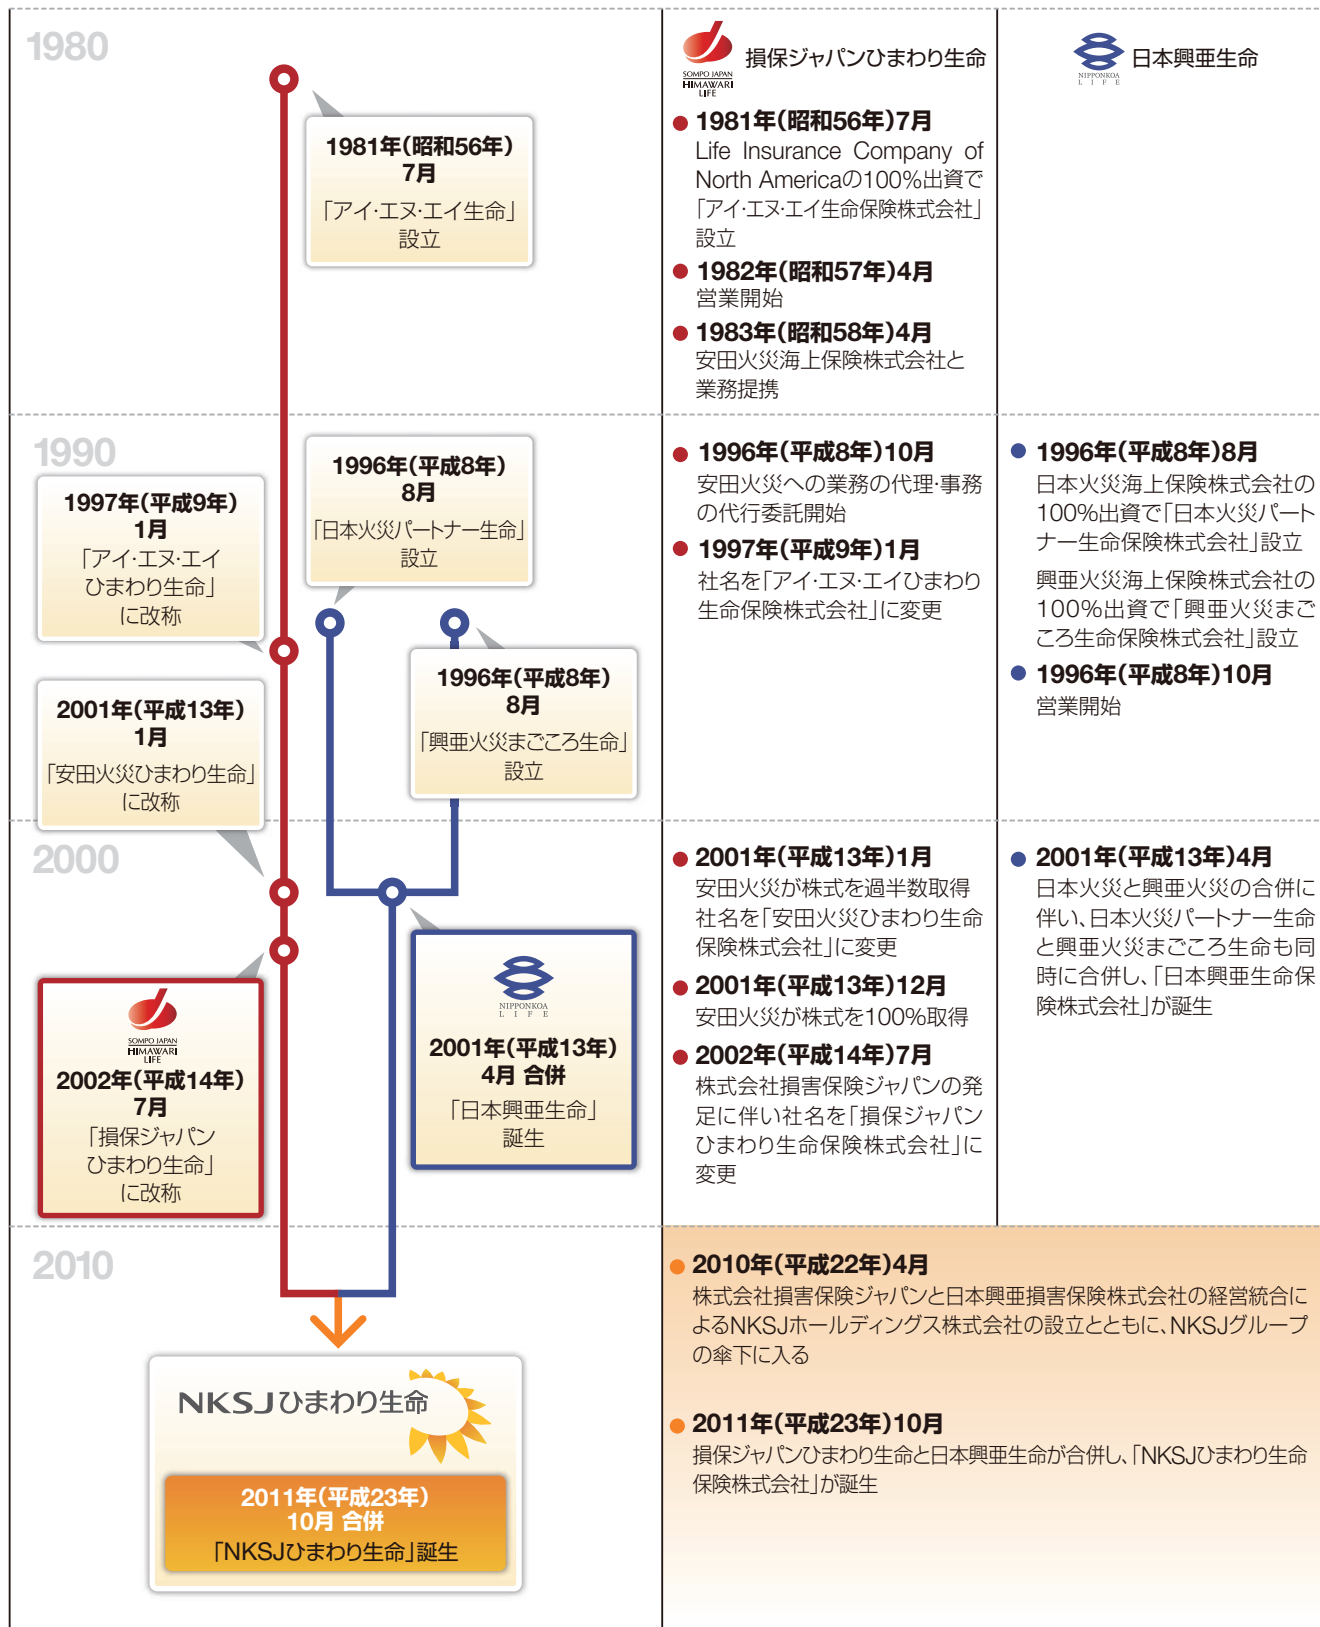 1980
1981年(昭和56年)
7月
「アイ・エヌ・エイ生命」
設立
SOMPO JAPAN
HIMAWARI
LIFE
損保ジャパンひまわり生命
1981年(昭和56年)7月
Life Insurance Company of
North Americaの100%出資で
「アイ・エヌ・エイ生命保険株式会社」
設立
1982年(昭和57年)4月
営業開始
1983年(昭和58年)4月
安田火災海上保険株式会社と
業務提携
NIPPONKOA
LIFE
日本興亜生命
1990
1997年(平成9年)
1月
「アイ・エヌ・エイ
ひまわり生命」
に改称
1996年(平成8年)
8月
「日本火災パートナー生命」
設立
1996年(平成8年)
8月
「興亜火災まごころ生命」
設立
2001年(平成13年)
1月
「安田火災ひまわり生命」
に改称
1996年(平成8年)10月
安田火災への業務の代理・事務
の代行委託開始
1997年(平成9年)1月
社名を「アイ・エヌ・エイひまわり
生命保険株式会社」に変更
1996年(平成8年)8月
日本火災海上保険株式会社の
100%出資で「日本火災パート
ナー生命保険株式会社」設立
興亜火災海上保険株式会社の
100%出資で「興亜火災まご
ころ生命保険株式会社」設立
1996年(平成8年)10月
営業開始
2000
SOMPO JAPAN
HIMAWARI
LIFE
2002年(平成14年)
7月
「損保ジャパン
ひまわり生命」
に改称
NIPPONKOA
LIFE
2001年(平成13年)
4月 合併
「日本興亜生命」
誕生
2001年(平成13年)1月
安田火災が株式を過半数取得
社名を「安田火災ひまわり生命
保険株式会社」に変更
2001年(平成13年)12月
安田火災が株式を100%取得
2002年(平成14年)7月
株式会社損害保険ジャパンの発
足に伴い社名を「損保ジャパン
ひまわり生命保険株式会社」に
変更
2001年(平成13年)4月
日本火災と興亜火災の合併に
伴い、日本火災パートナー生命
と興亜火災まごころ生命も同
時に合併し、「日本興亜生命保
険株式会社」が誕生
2010
NKSJひまわり生命
2011年(平成23年)
10月 合併
「NKSJひまわり生命」誕生
2010年(平成22年)4月
株式会社損害保険ジャパンと日本興亜損害保険株式会社の経営統合に
よるNKSJホールディングス株式会社の設立とともに、NKSJグループ
の傘下に入る
2011年(平成23年)10月
損保ジャパンひまわり生命と日本興亜生命が合併し、「NKSJひまわり生命
保険株式会社」が誕生